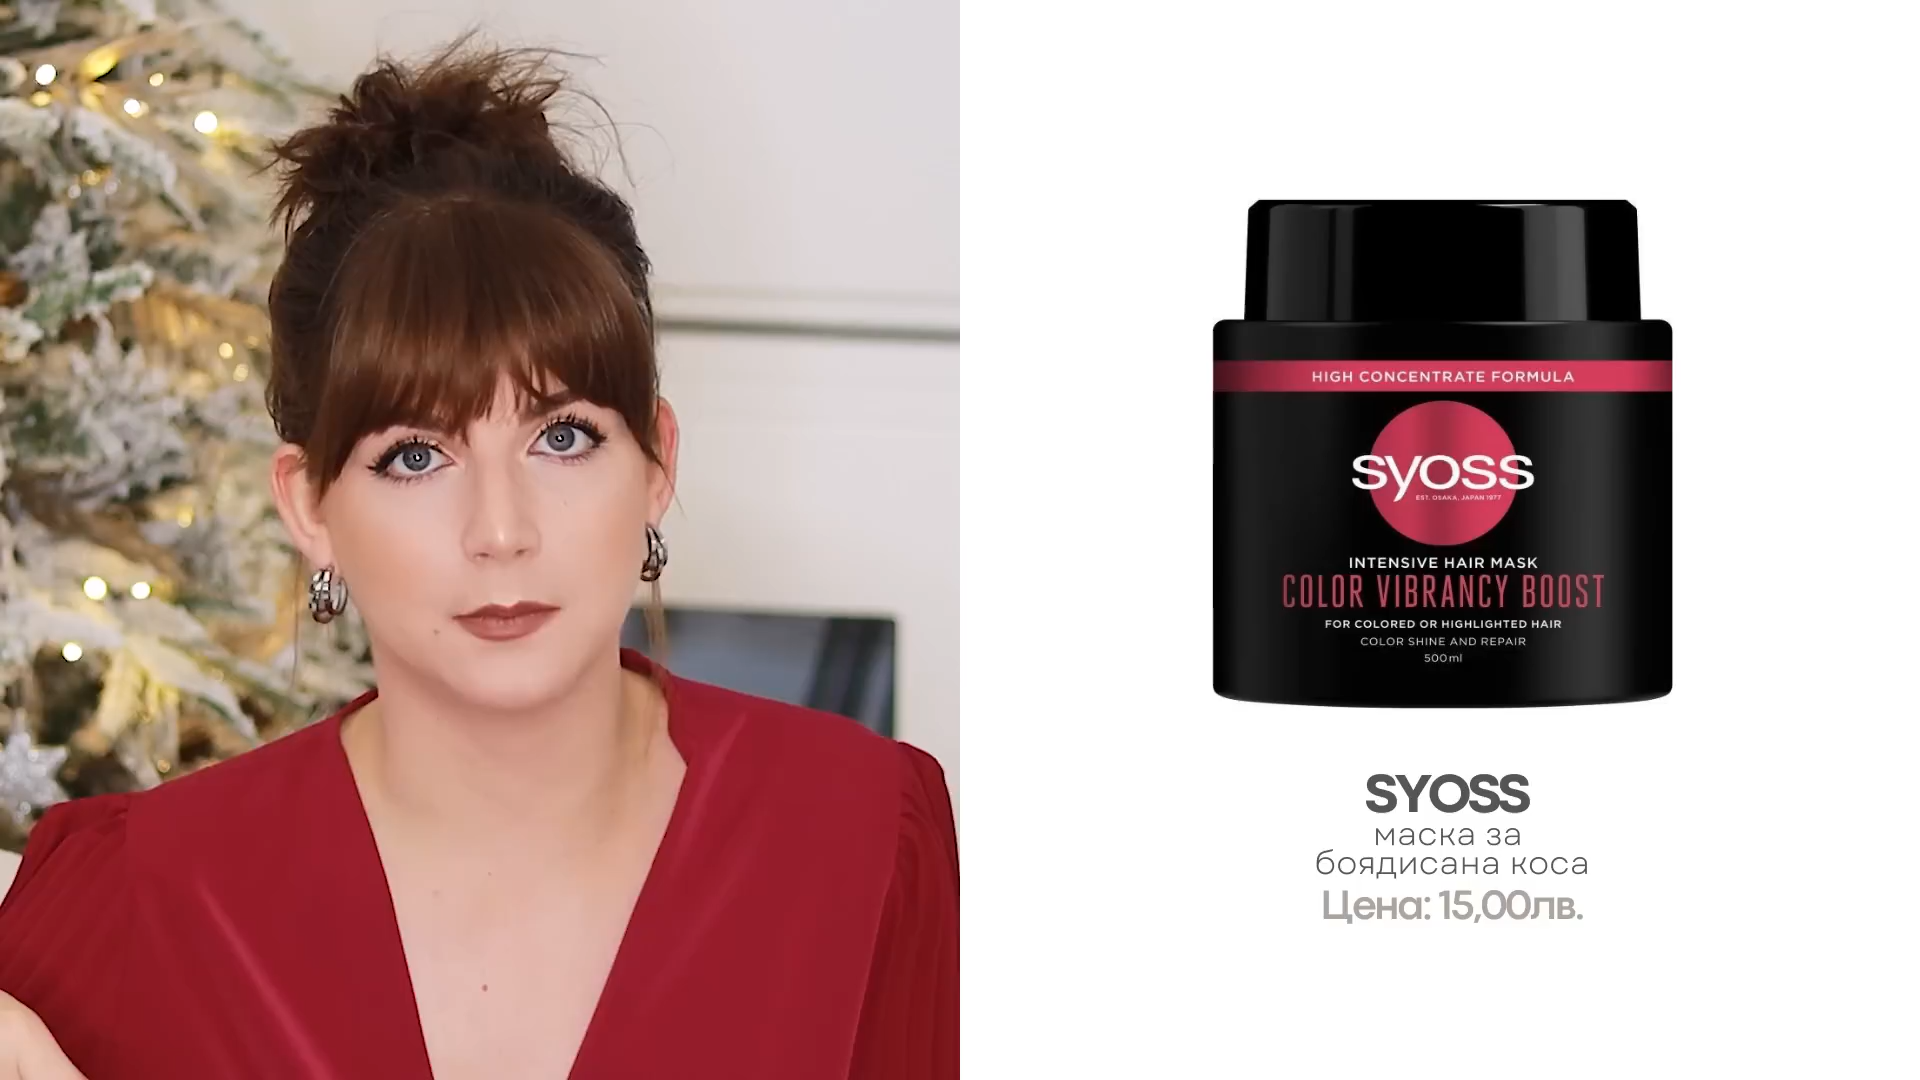 HIGH CONCENTRATE FORMULA
syoss
EST. OSAKA, JAPAN 1977
INTENSIVE HAIR MASK
COLOR VIBRANCY BOOST
FOR COLORED OR HIGHLIGHTED HAIR
COLOR SHINE AND REPAIR
500ml
SYOSS
маска за
боядисана коса
Цена: 15,00лв.